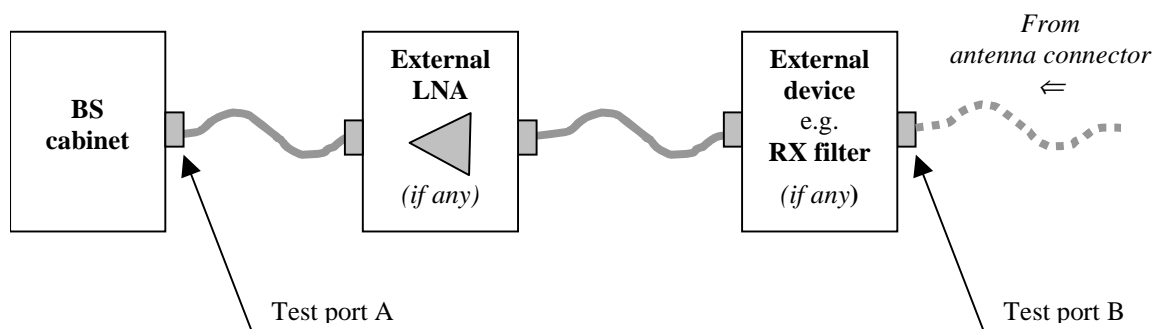 BS
cabinet
External
LNA
(if any)
External
device
e.g.
RX filter
(if any)
From
antenna connector
⇐
Test port A
Test port B